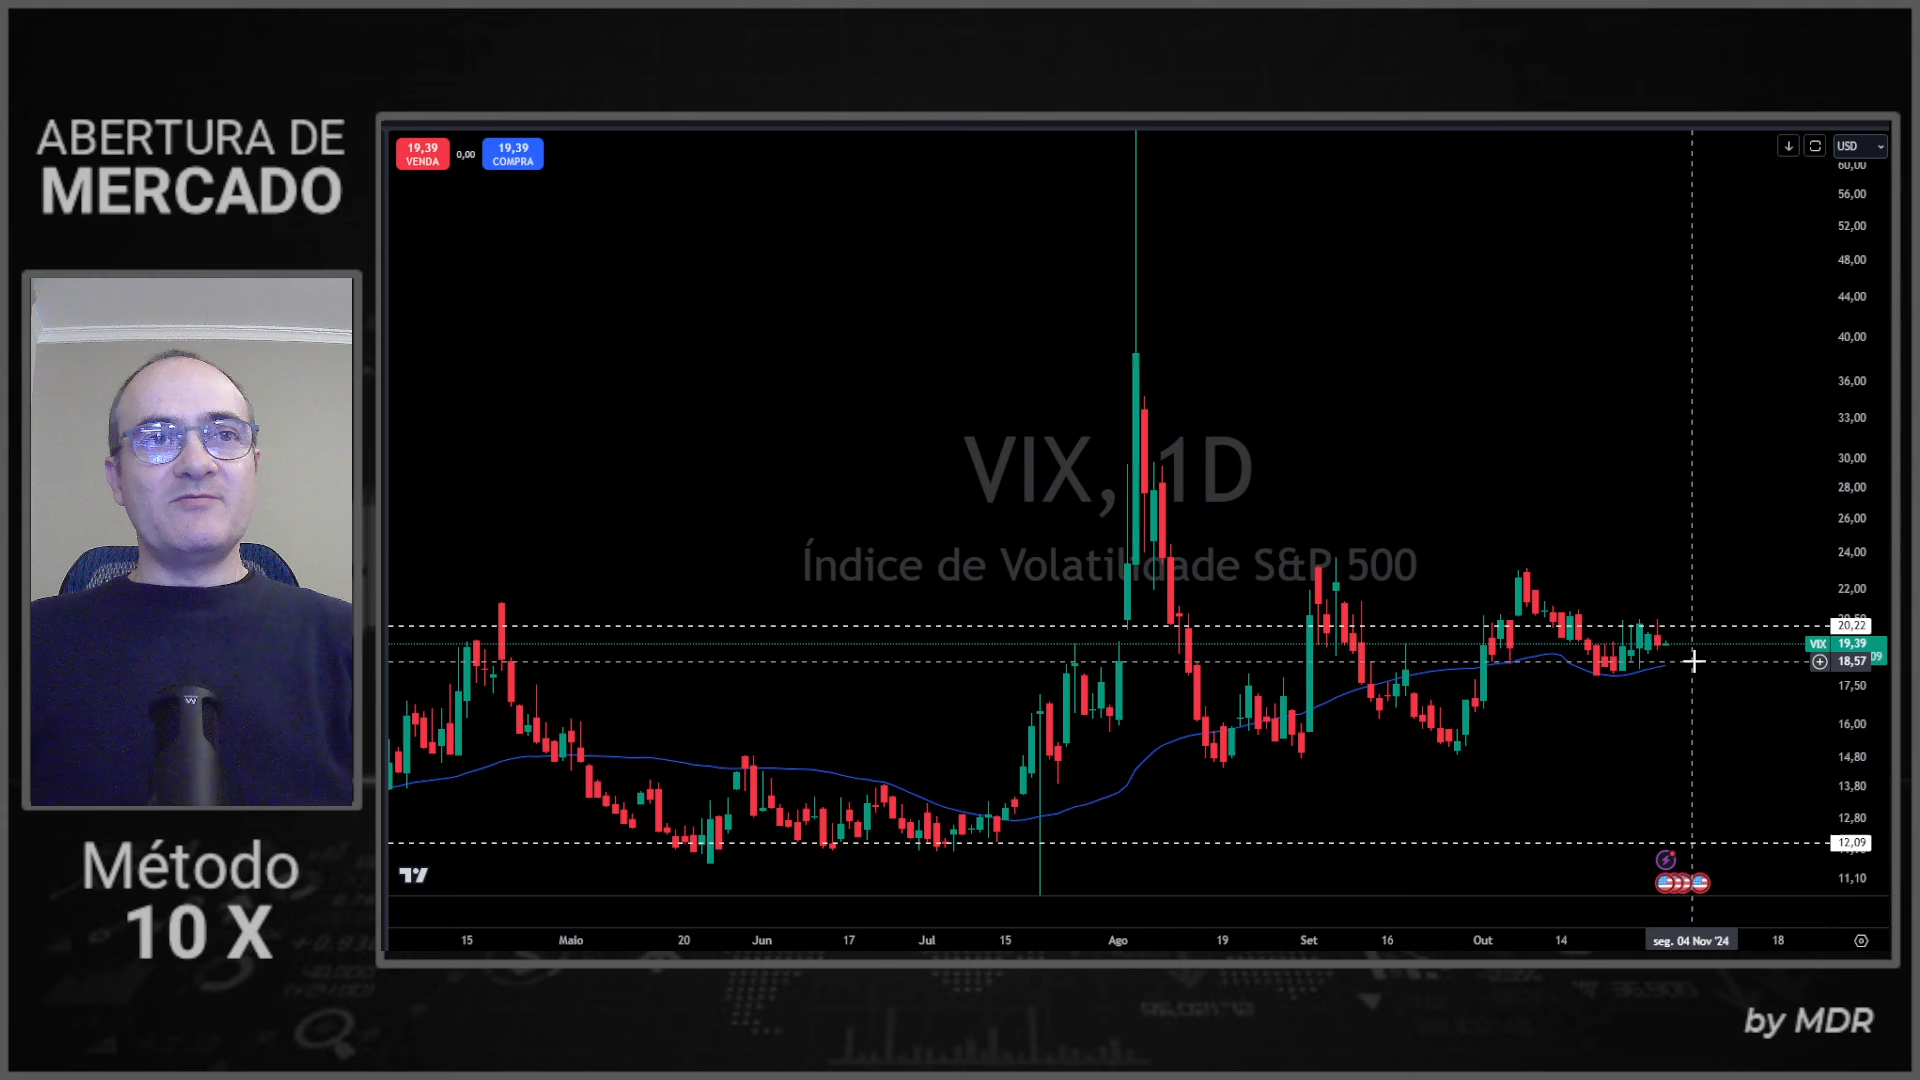 ABERTURA DE
MERCADO
Método
10 X
19,39
VENDA
0,00
19,39
COMPRA
VIX, 1D
Índice de Volatilidade S&P 500
USD
60,00
56,00
52,00
48,00
44,00
40,00
36,00
33,00
30,00
28,00
26,00
24,00
22,00
20,22
VIX 19,39
18,57
17,50
16,00
14,80
13,80
12,80
12,09
11,10
15
Maio
20
Jun
17
Jul
15
Ago
19
Set
16
Out
14
seg. 04 Nov '24
18
by MDR